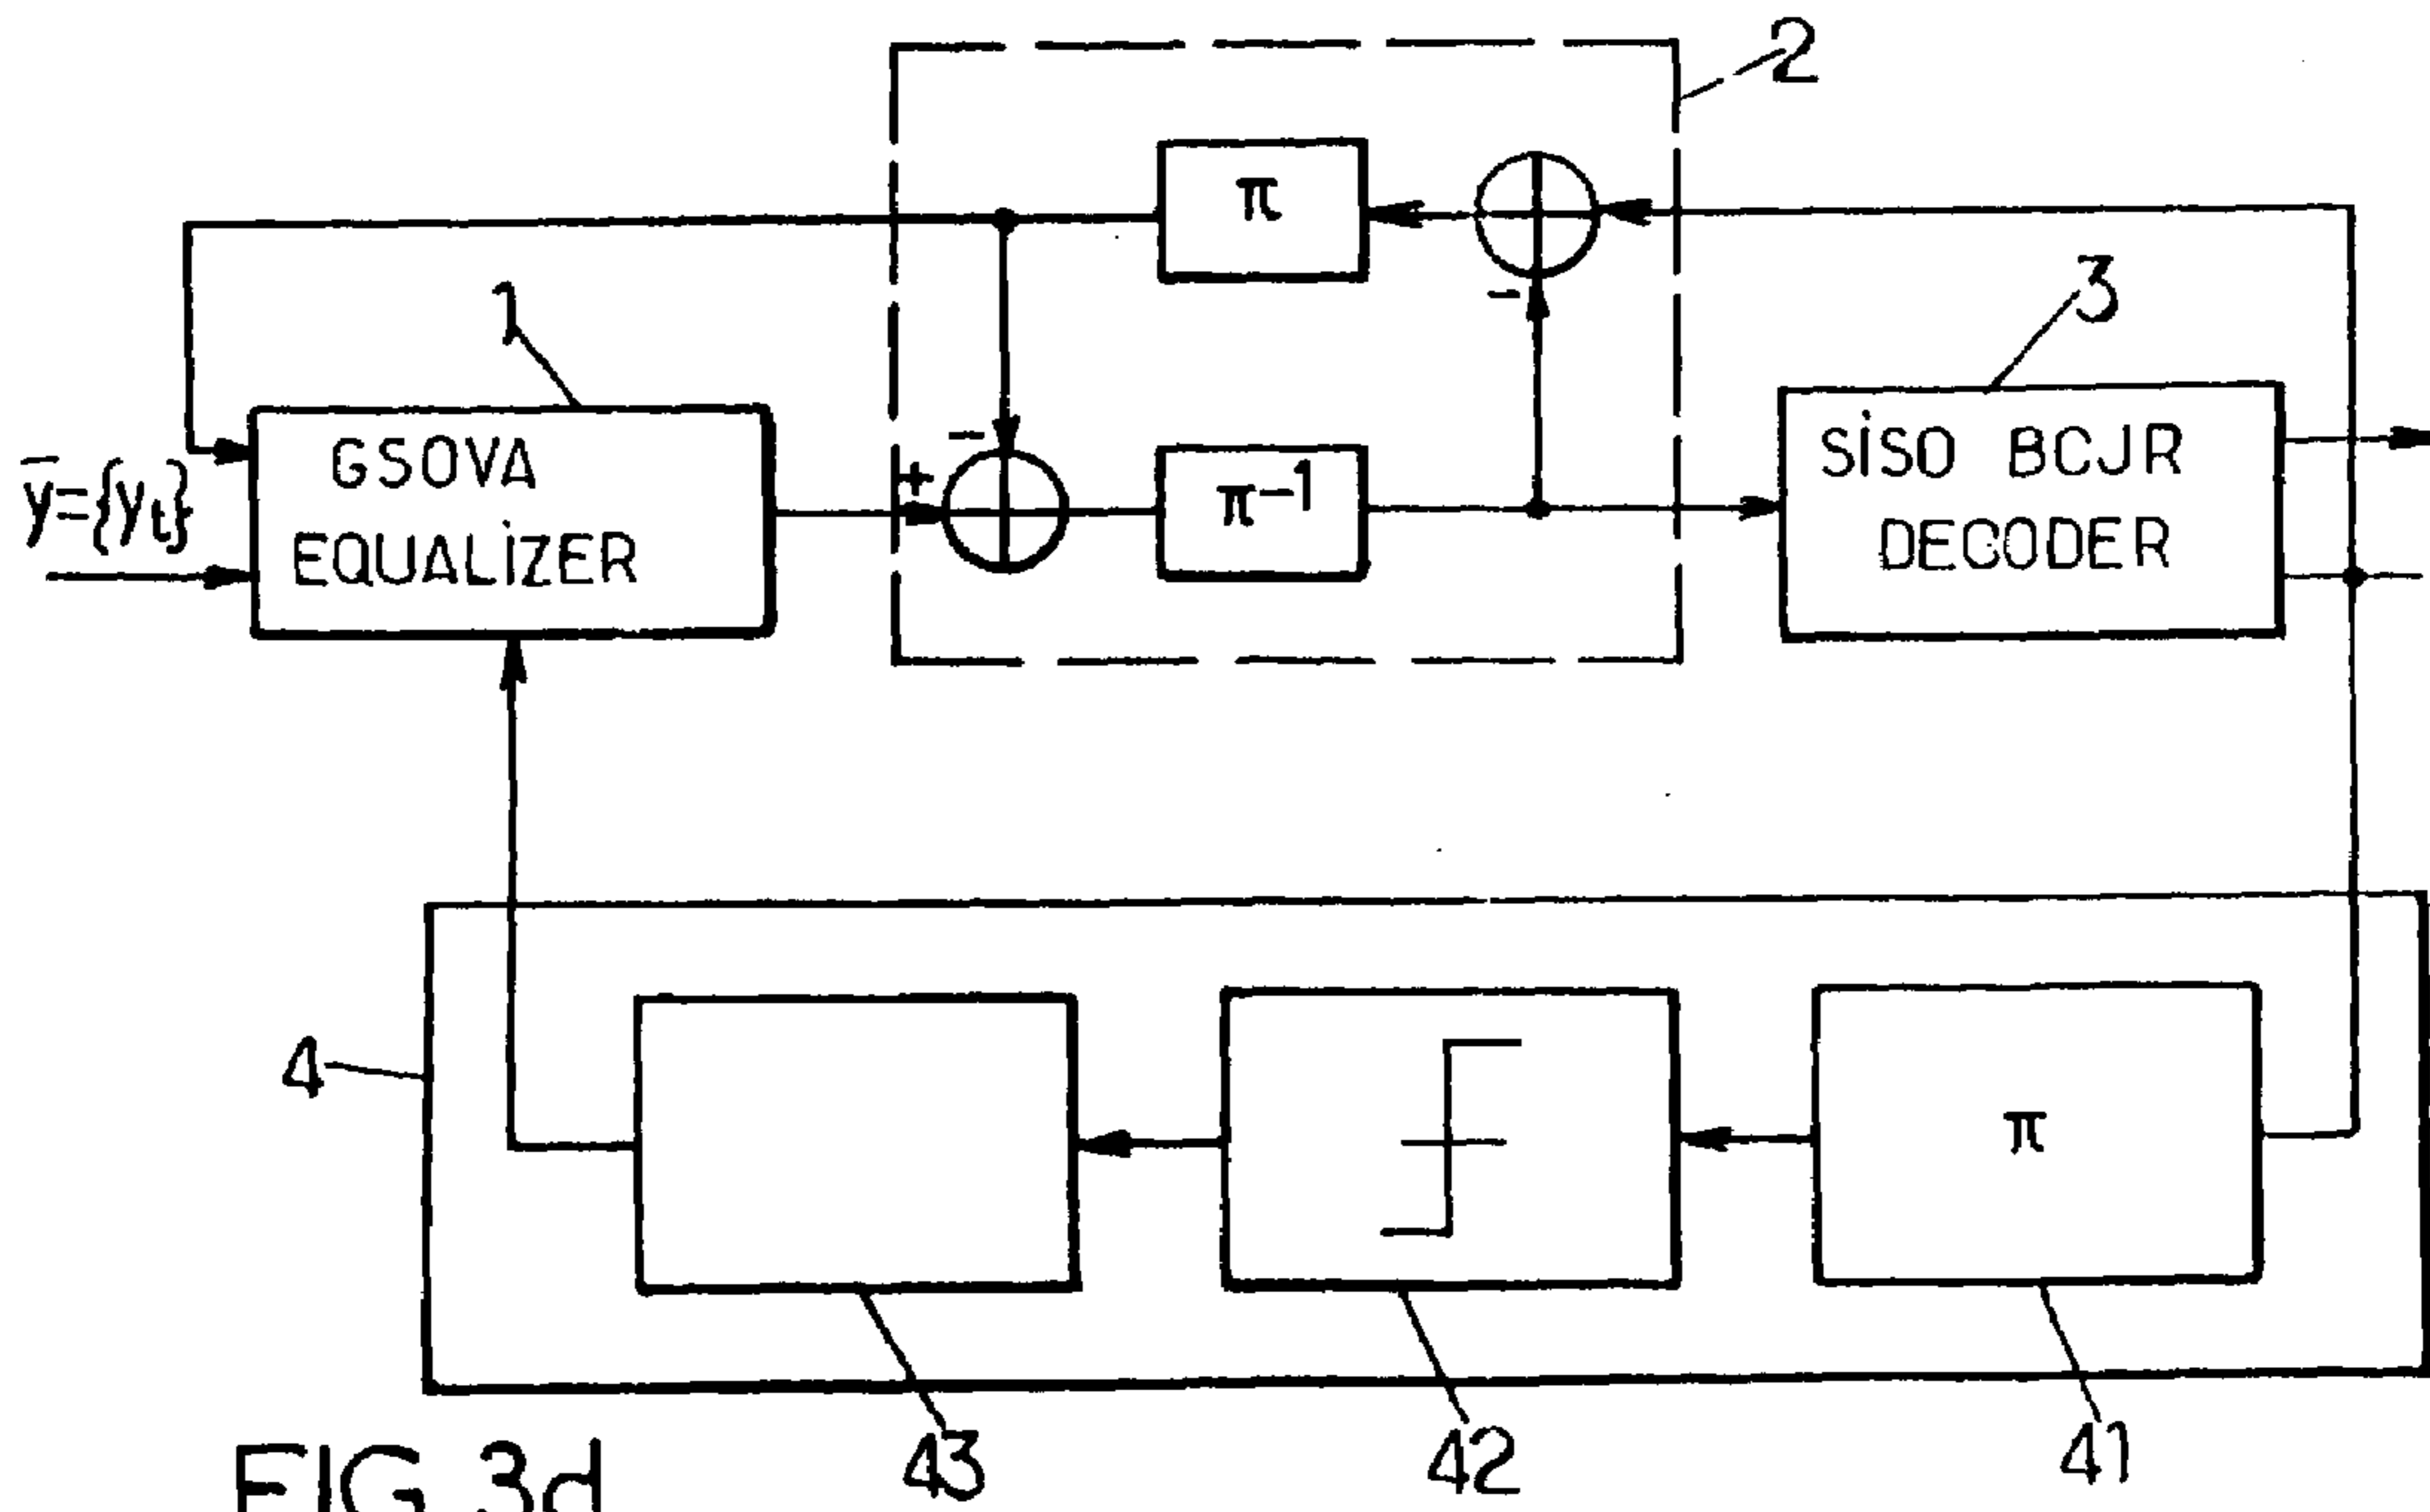 2
π
-
1
3
GSOVA
EQUALIZER
ȳ={yt}
-
+
π-1
SISO BCJR
DECODER
4
π
43
42
41
FIG.3d